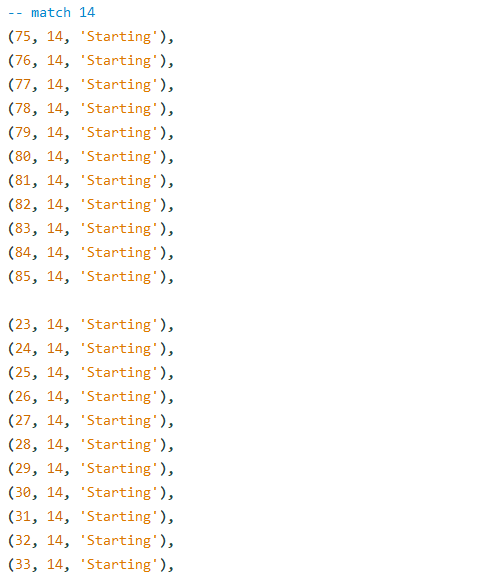 -- match 14
(75, 14, 'Starting'),
(76, 14, 'Starting'),
(77, 14, 'Starting'),
(78, 14, 'Starting'),
(79, 14, 'Starting'),
(80, 14, 'Starting'),
(81, 14, 'Starting'),
(82, 14, 'Starting'),
(83, 14, 'Starting'),
(84, 14, 'Starting'),
(85, 14, 'Starting'),

(23, 14, 'Starting'),
(24, 14, 'Starting'),
(25, 14, 'Starting'),
(26, 14, 'Starting'),
(27, 14, 'Starting'),
(28, 14, 'Starting'),
(29, 14, 'Starting'),
(30, 14, 'Starting'),
(31, 14, 'Starting'),
(32, 14, 'Starting'),
(33, 14, 'Starting'),